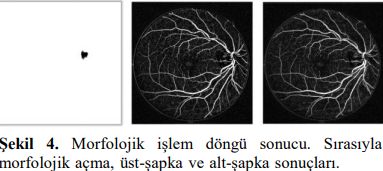 Şekil 4. Morfolojik işlem döngü sonucu. Sırasıyla
morfolojik açma, üst-şapka ve alt-şapka sonuçları.